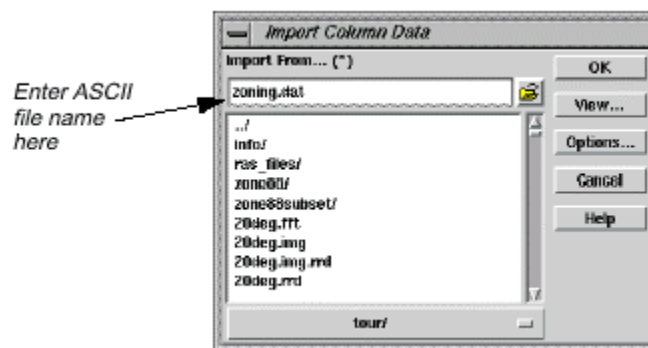 Import Column Data
Import From... (*)
Enter ASCII
file name
here
zoning.dat
../
info/
ras_files/
zone88/
zone88subset/
20deg.fft
20deg.img
20deg.img.rrd
20deg.rrd
tour/
OK
View...
Options...
Cancel
Help